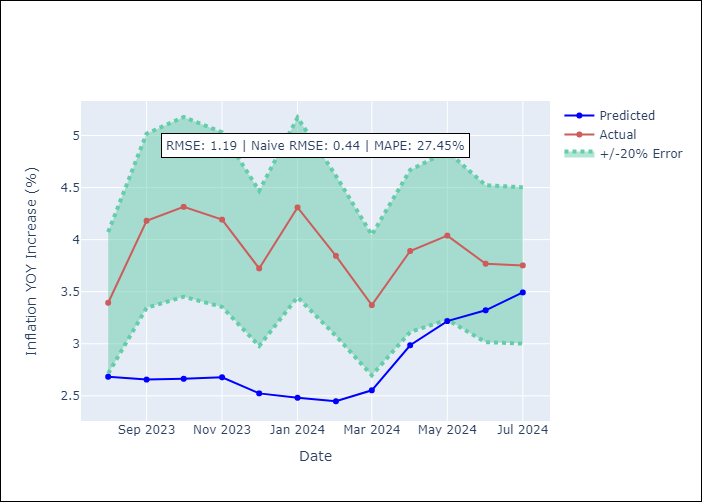 RMSE: 1.19 | Naive RMSE: 0.44 | MAPE: 27.45%
Predicted
Actual
+/-20% Error
Inflation YOY Increase (%)
5
4.5
4
3.5
3
2.5
Sep 2023
Nov 2023
Jan 2024
Mar 2024
May 2024
Jul 2024
Date